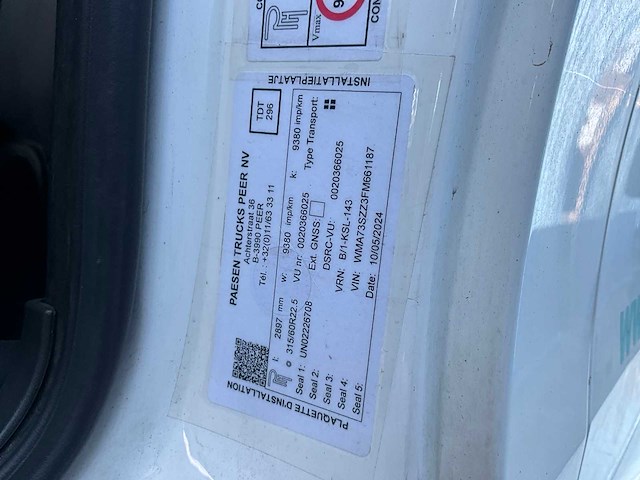 PLAQUETTE D'INSTALLATION
INSTALLATIEPLAATJE
PAESEN TRUCKS PEER NV
Achterstraat 36
B-3990 PEER
Tél.: +32(0)11/63 33 11
TDT
296
l: 2897 mm w: 9380 imp/km k: 9380 imp/km
315/60R22.5 VU nr: 0020366025 Type Transport:
Seal 1: UN02226708 Ext. GNSS:
Seal 2: DSRC-VU: 0020366025
Seal 3: VRN: B/1-KSL-143
Seal 4: VIN: WMA73SZZ3FM661187
Seal 5: Date: 10/05/2024
Vmax
CON